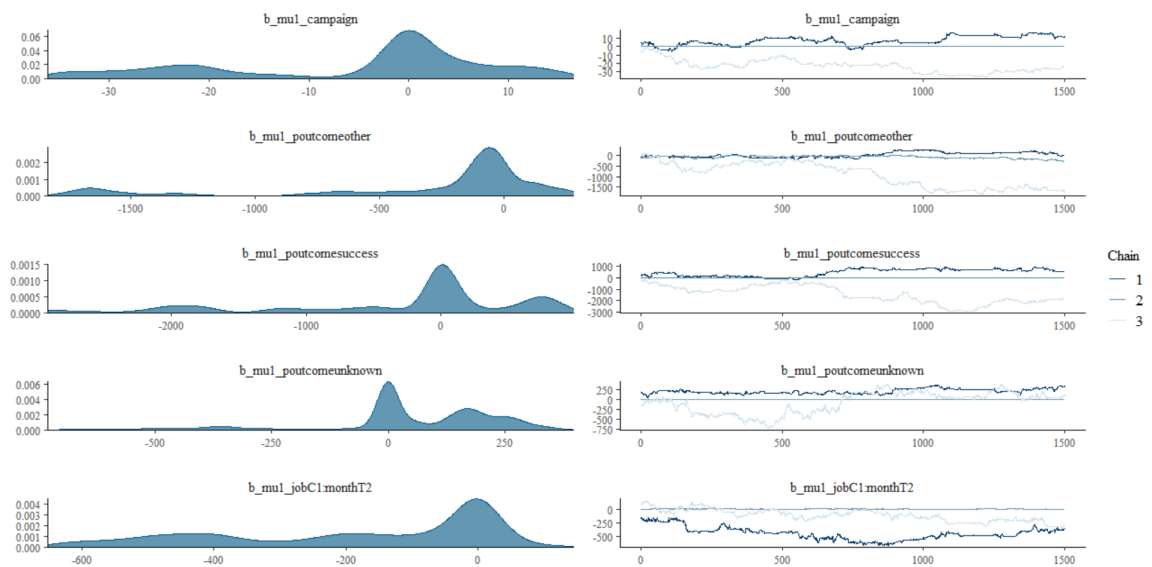 b_mu1_campaign
0.06
0.04
0.02
0.00
-30 -20 -10 0 10
b_mu1_campaign
10
0
-10
-20
-30
0 500 1000 1500
b_mu1_poutcomeother
0.002
0.001
0.000
-1500 -1000 -500 0
b_mu1_poutcomeother
0
-500
-1000
-1500
0 500 1000 1500
b_mu1_poutcomesuccess
0.0015
0.0010
0.0005
0.0000
-2000 -1000 0
b_mu1_poutcomesuccess
1000
0
-1000
-2000
-3000
0 500 1000 1500
b_mu1_poutcomeunknown
0.006
0.004
0.002
0.000
-500 -250 0 250
b_mu1_poutcomeunknown
250
0
-250
-500
-750
0 500 1000 1500
b_mu1_jobC1:monthT2
0.004
0.003
0.002
0.001
0.000
-600 -400 -200 0
b_mu1_jobC1:monthT2
0
-250
-500
0 500 1000 1500
Chain
1
2
3